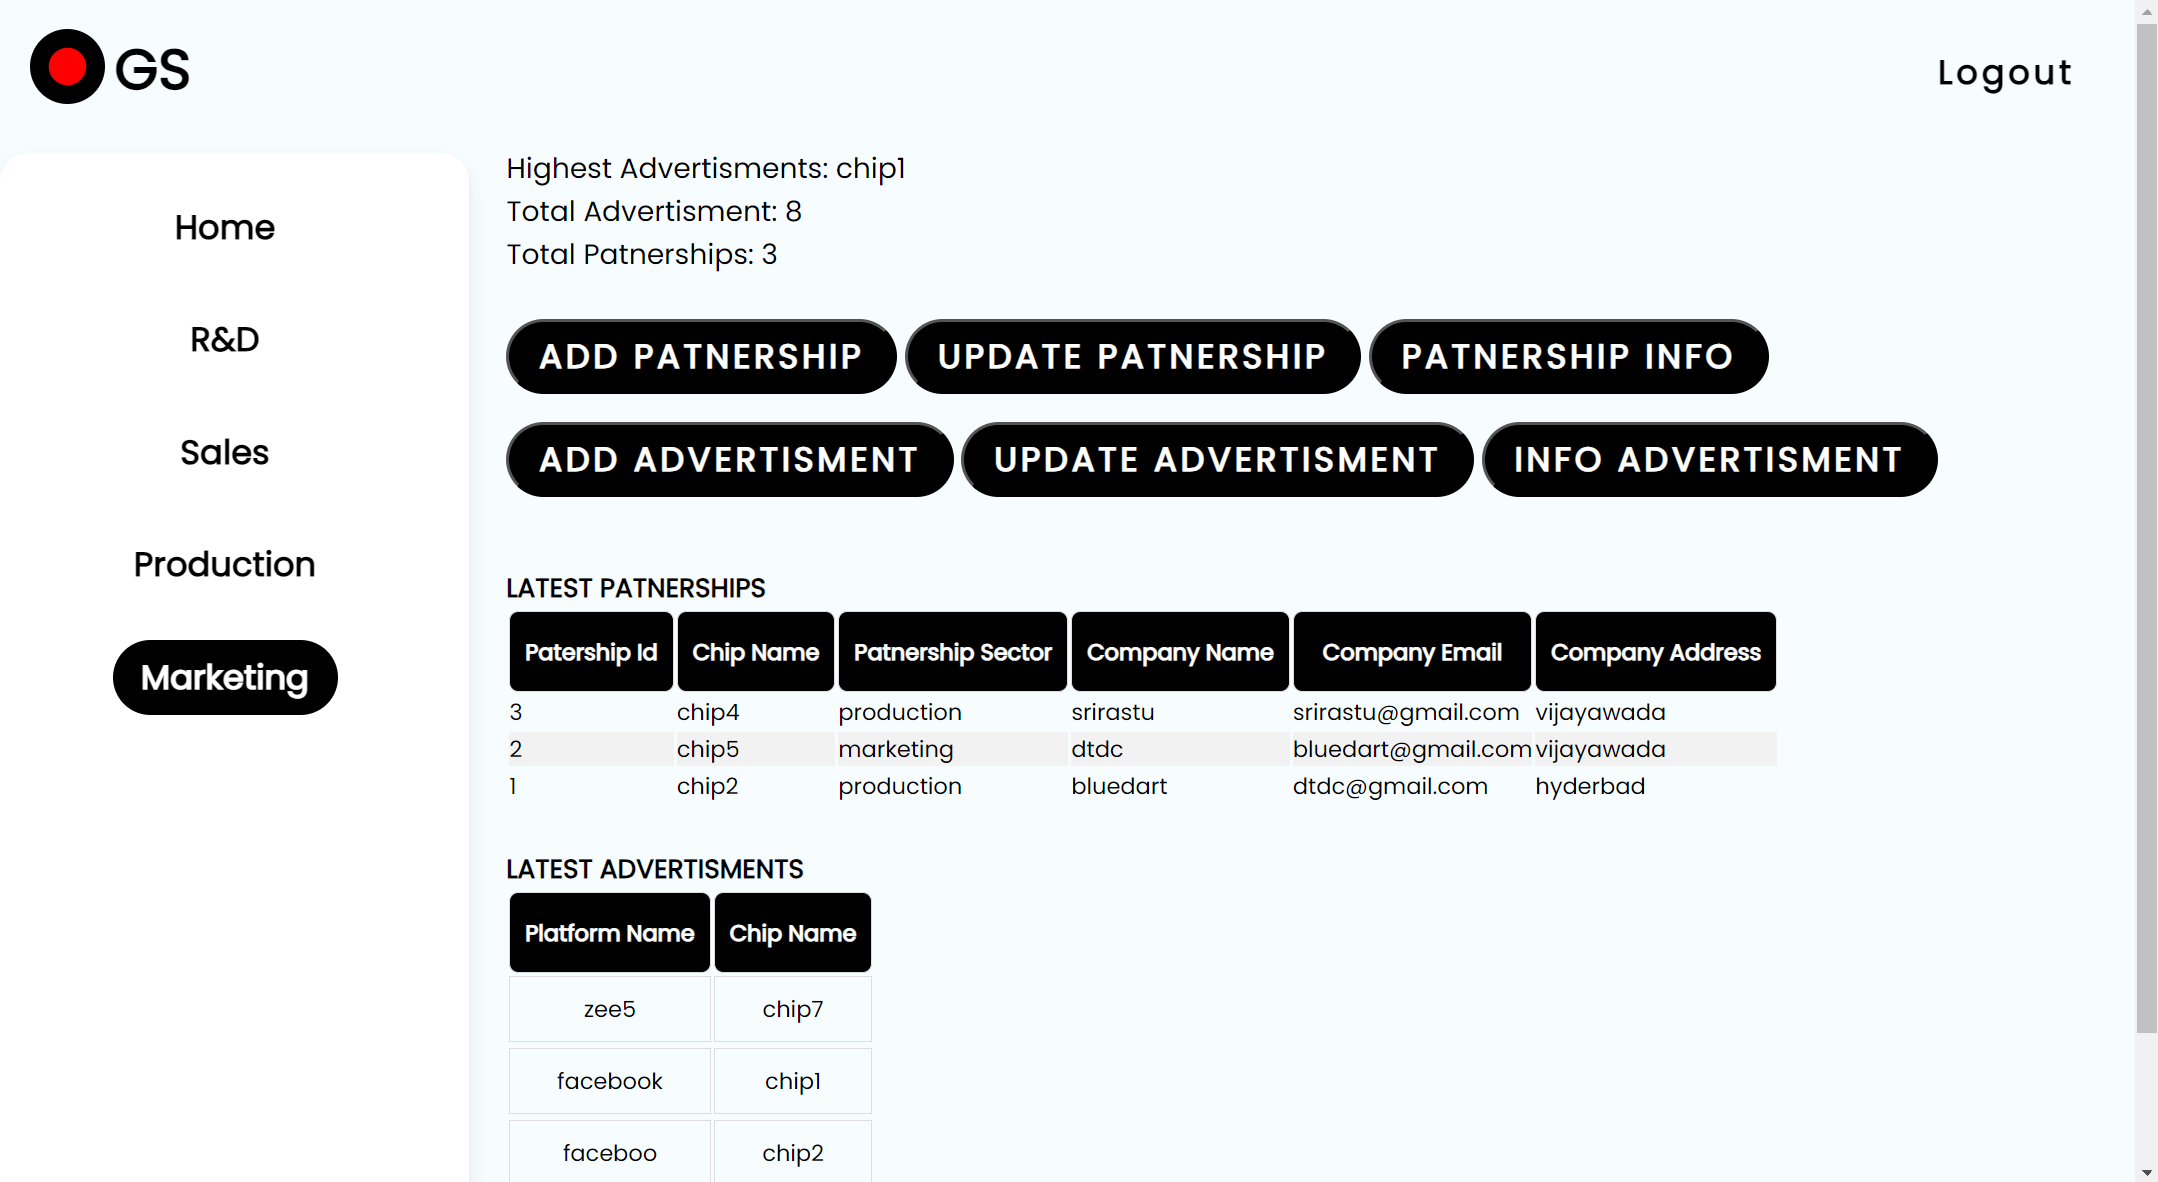 GS
Logout
Home
R&D
Sales
Production
Marketing
Highest Advertisments: chip1
Total Advertisment: 8
Total Patnerships: 3
ADD PATNERSHIP UPDATE PATNERSHIP PATNERSHIP INFO
ADD ADVERTISMENT UPDATE ADVERTISMENT INFO ADVERTISMENT
LATEST PATNERSHIPS
Patership Id Chip Name Patnership Sector Company Name Company Email Company Address
3 chip4 production srirastu srirastu@gmail.com vijayawada
2 chip5 marketing dtdc bluedart@gmail.com vijayawada
1 chip2 production bluedart dtdc@gmail.com hyderbad
LATEST ADVERTISMENTS
Platform Name Chip Name
zee5 chip7
facebook chip1
faceboo chip2